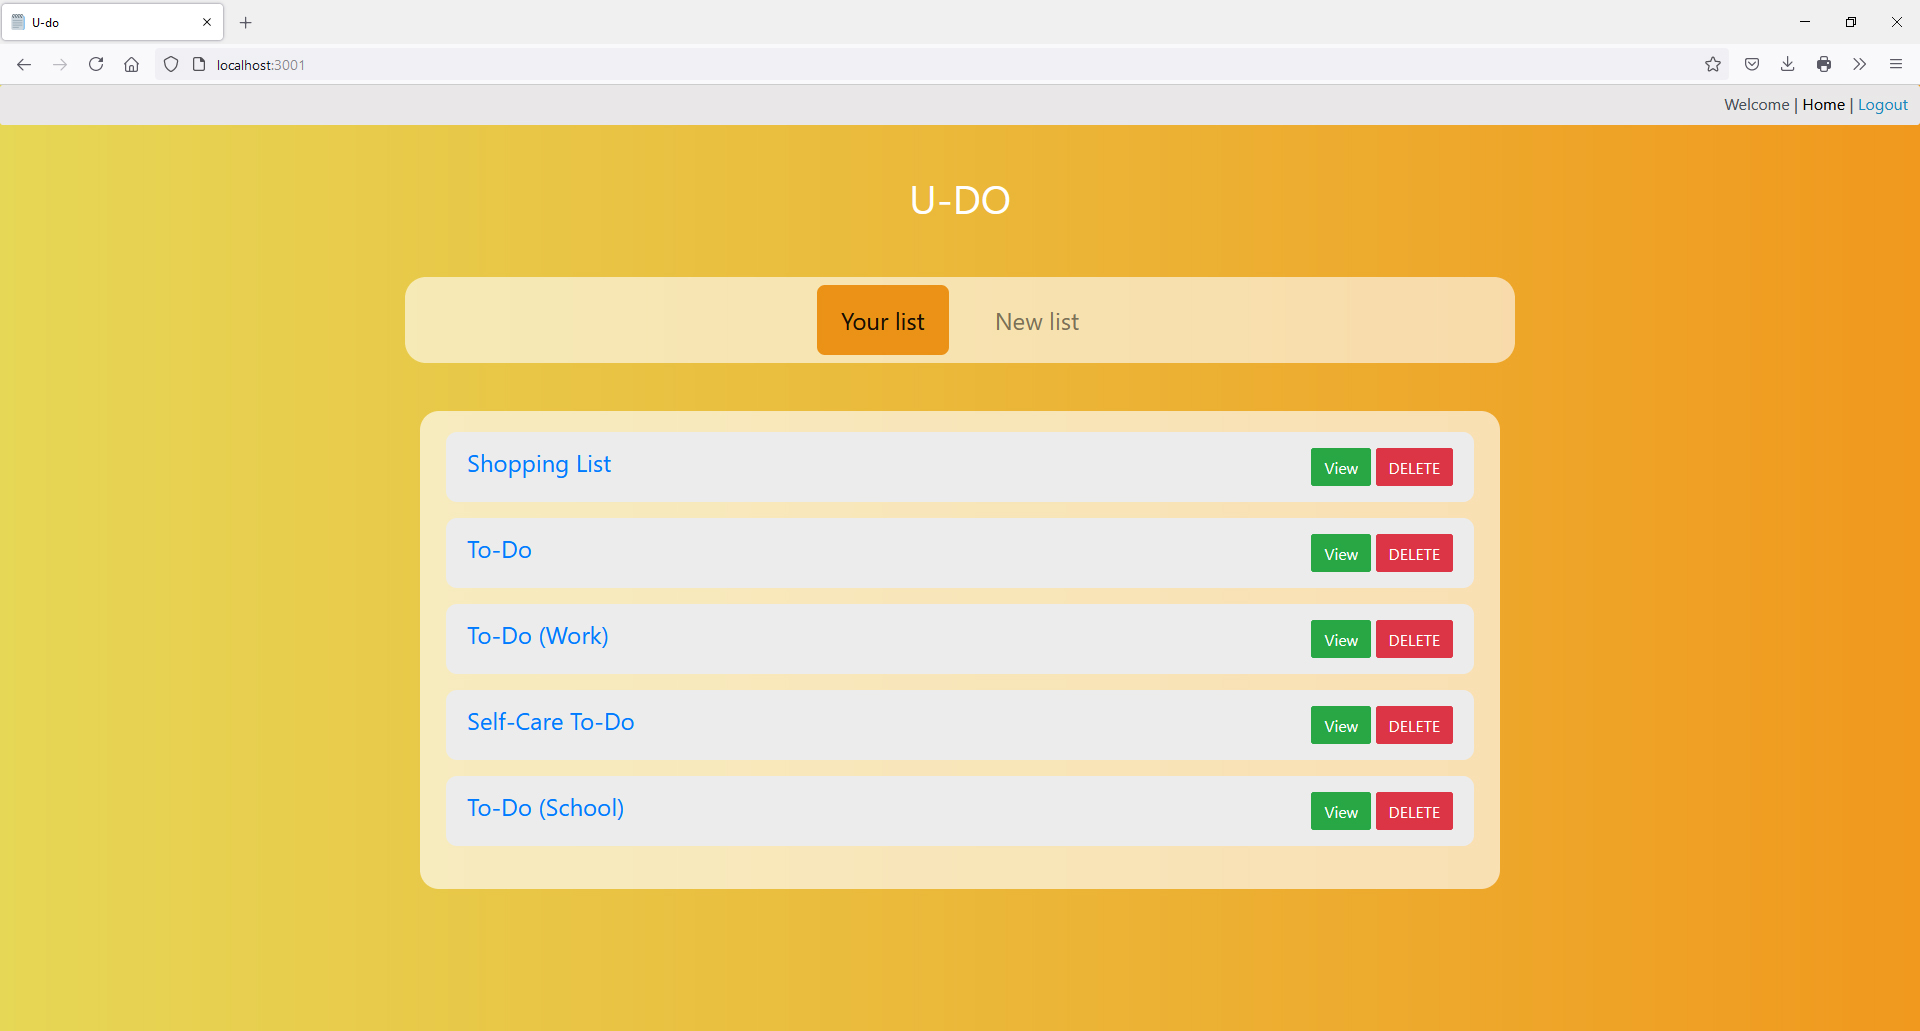 U-do
localhost:3001
Welcome | Home | Logout
U-DO
Your list New list
Shopping List View DELETE
To-Do View DELETE
To-Do (Work) View DELETE
Self-Care To-Do View DELETE
To-Do (School) View DELETE